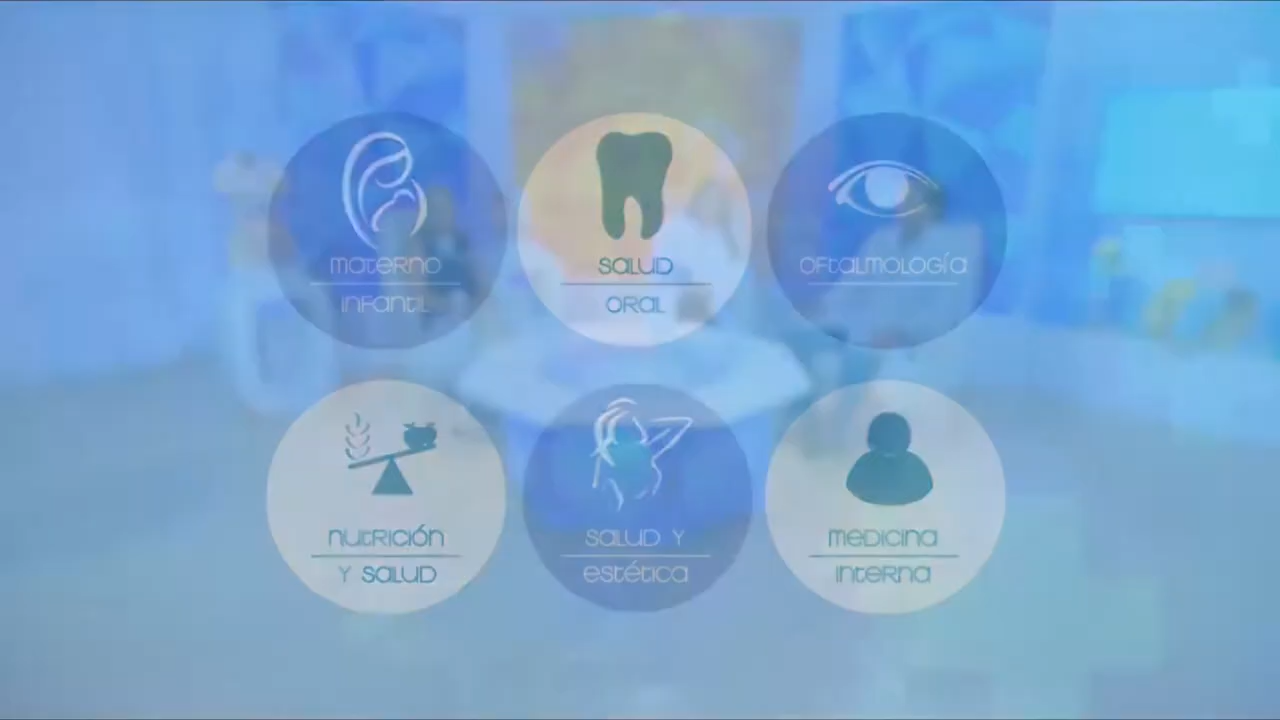 materno
infantil
salud
oral
oftalmología
nutrición
y salud
salud y
estética
medicina
interna